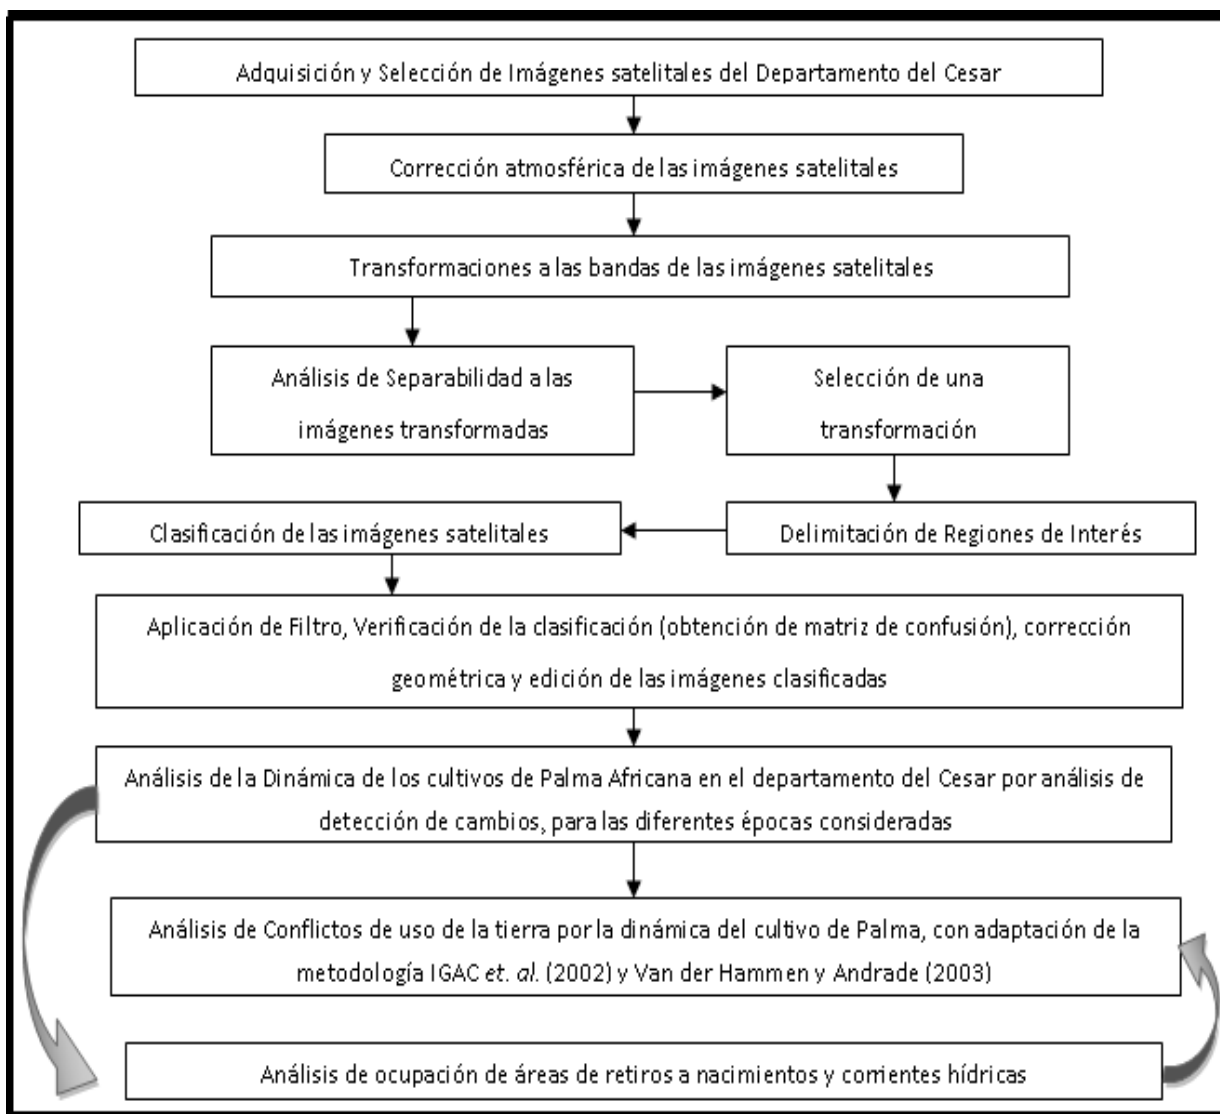 Adquisición y Selección de Imágenes satelitales del Departamento del Cesar
Corrección atmosférica de las imágenes satelitales
Transformaciones a las bandas de las imágenes satelitales
Análisis de Separabilidad a las
imágenes transformadas
Selección de una
transformación
Delimitación de Regiones de Interés
Clasificación de las imágenes satelitales
Aplicación de Filtro, Verificación de la clasificación (obtención de matriz de confusión), corrección
geométrica y edición de las imágenes clasificadas
Análisis de la Dinámica de los cultivos de Palma Africana en el departamento del Cesar por análisis de
detección de cambios, para las diferentes épocas consideradas
Análisis de Conflictos de uso de la tierra por la dinámica del cultivo de Palma, con adaptación de la
metodología IGAC et. al. (2002) y Van der Hammen y Andrade (2003)
Análisis de ocupación de áreas de retiros a nacimientos y corrientes hídricas